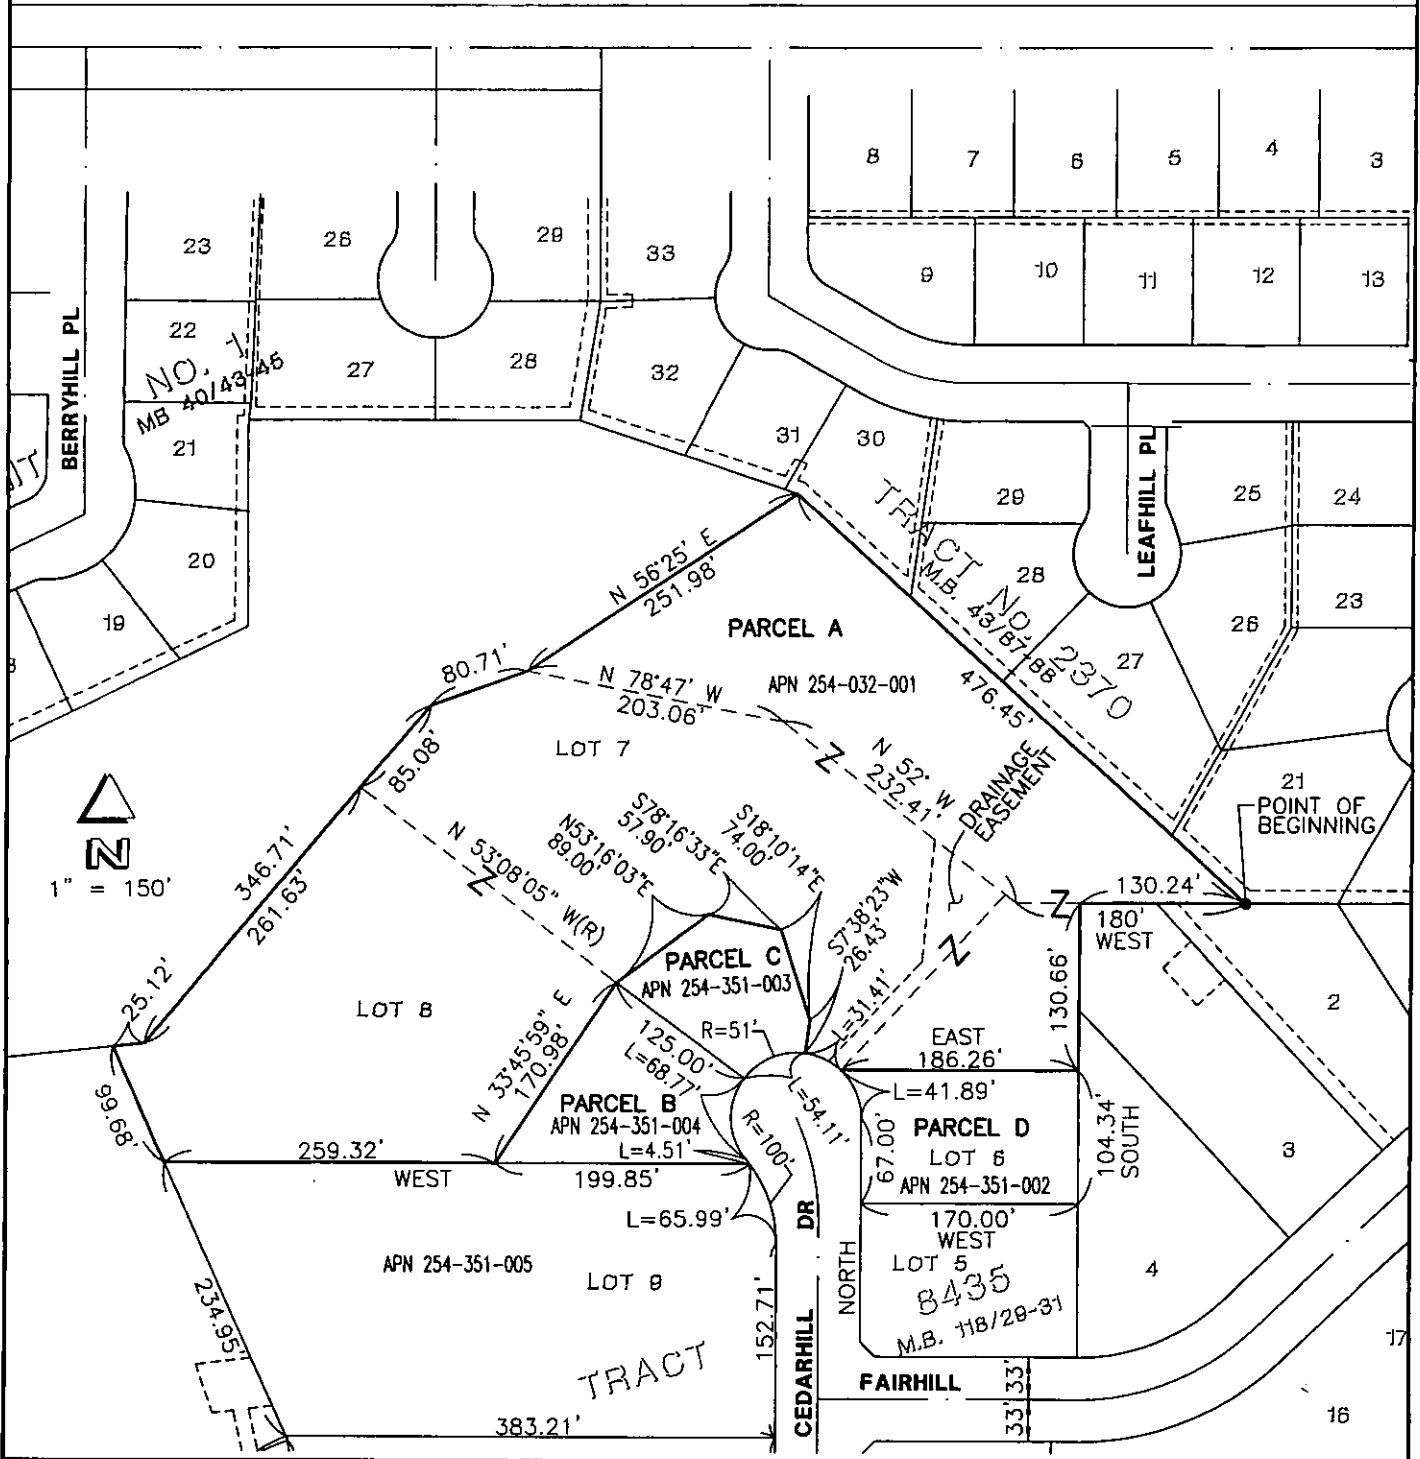 8
7
6
5
4
3
9
10
11
12
13
23
26
29
33
22
27
28
32
31
30
21
20
19
BERRYHILL PL
NO. 1
MB 40/43-45
LEAFHILL PL
29
25
24
28
26
23
27
21
TRACT NO. 2370
M.B. 43/87-88
N 56°25' E
251.98'
PARCEL A
APN 254-032-001
80.71'
N 78°47' W
203.06'
476.45'
LOT 7
85.08'
Z
N 52° W
232.41'
DRAINAGE
EASEMENT
POINT OF
BEGINNING
N
1" = 150'
346.71'
261.63'
N 53°08'05" W(R)
Z
N53°16'03"E
89.00'
S78°16'33"E
57.90'
S18°10'14"E
74.00'
S7°38'23"W
26.43'
Z
130.24'
180'
WEST
Z
PARCEL C
APN 254-351-003
25.12'
LOT 8
N 33°45'59" E
170.98'
125.00'
L=68.77'
R=51'
L=31.41'
EAST
186.26'
130.66'
2
99.68'
PARCEL B
APN 254-351-004
L=4.51'
L=54.11'
R=100'
L=41.89'
67.00'
PARCEL D
LOT 6
APN 254-351-002
104.34'
SOUTH
3
259.32'
WEST
199.85'
L=65.99'
170.00'
WEST
LOT 5
8435
M.B. 118/29-31
4
APN 254-351-005
LOT 9
234.95'
152.71'
CEDARHILL DR
NORTH
FAIRHILL
33'
33'
17
16
TRACT
383.21'